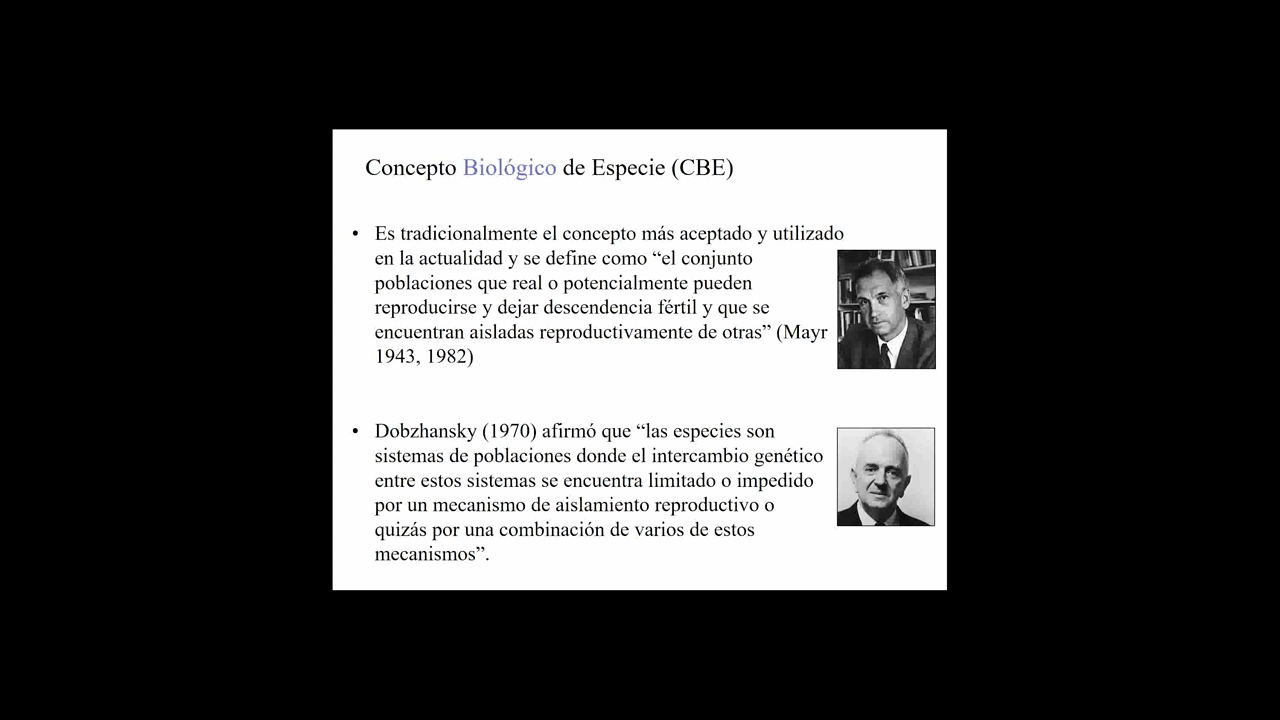 Concepto Biológico de Especie (CBE)
• Es tradicionalmente el concepto más aceptado y utilizado
en la actualidad y se define como “el conjunto
poblaciones que real o potencialmente pueden
reproducirse y dejar descendencia fértil y que se
encuentran aisladas reproductivamente de otras” (Mayr
1943, 1982)
• Dobzhansky (1970) afirmó que “las especies son
sistemas de poblaciones donde el intercambio genético
entre estos sistemas se encuentra limitado o impedido
por un mecanismo de aislamiento reproductivo o
quizás por una combinación de varios de estos
mecanismos”.